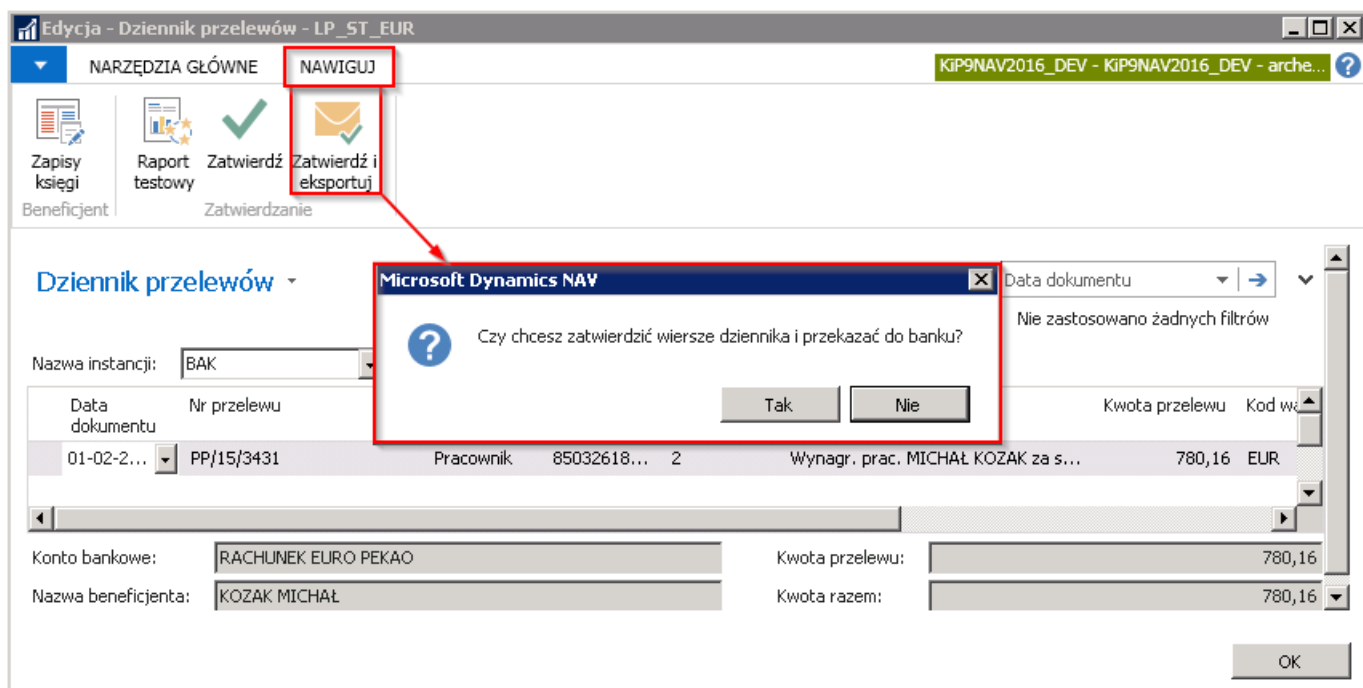 Edycja - Dziennik przelewów - LP_ST_EUR
NARZĘDZIA GŁÓWNE NAWIGUJ KiP9NAV2016_DEV - KiP9NAV2016_DEV - arche... ?
Zapisy księgi
Raport testowy
Zatwierdź
Zatwierdź i eksportuj
Beneficjent Zatwierdzanie
Dziennik przelewów
Data dokumentu
Nie zastosowano żadnych filtrów
Microsoft Dynamics NAV
Czy chcesz zatwierdzić wiersze dziennika i przekazać do banku?
Tak Nie
Nazwa instancji: BAK
Data dokumentu Nr przelewu Kwota przelewu Kod wa
01-02-2... PP/15/3431 Pracownik 85032618... 2 Wynagr. prac. MICHAŁ KOZAK za s... 780,16 EUR
Konto bankowe: RACHUNEK EURO PEKAO Kwota przelewu: 780,16
Nazwa beneficjenta: KOZAK MICHAŁ Kwota razem: 780,16
OK